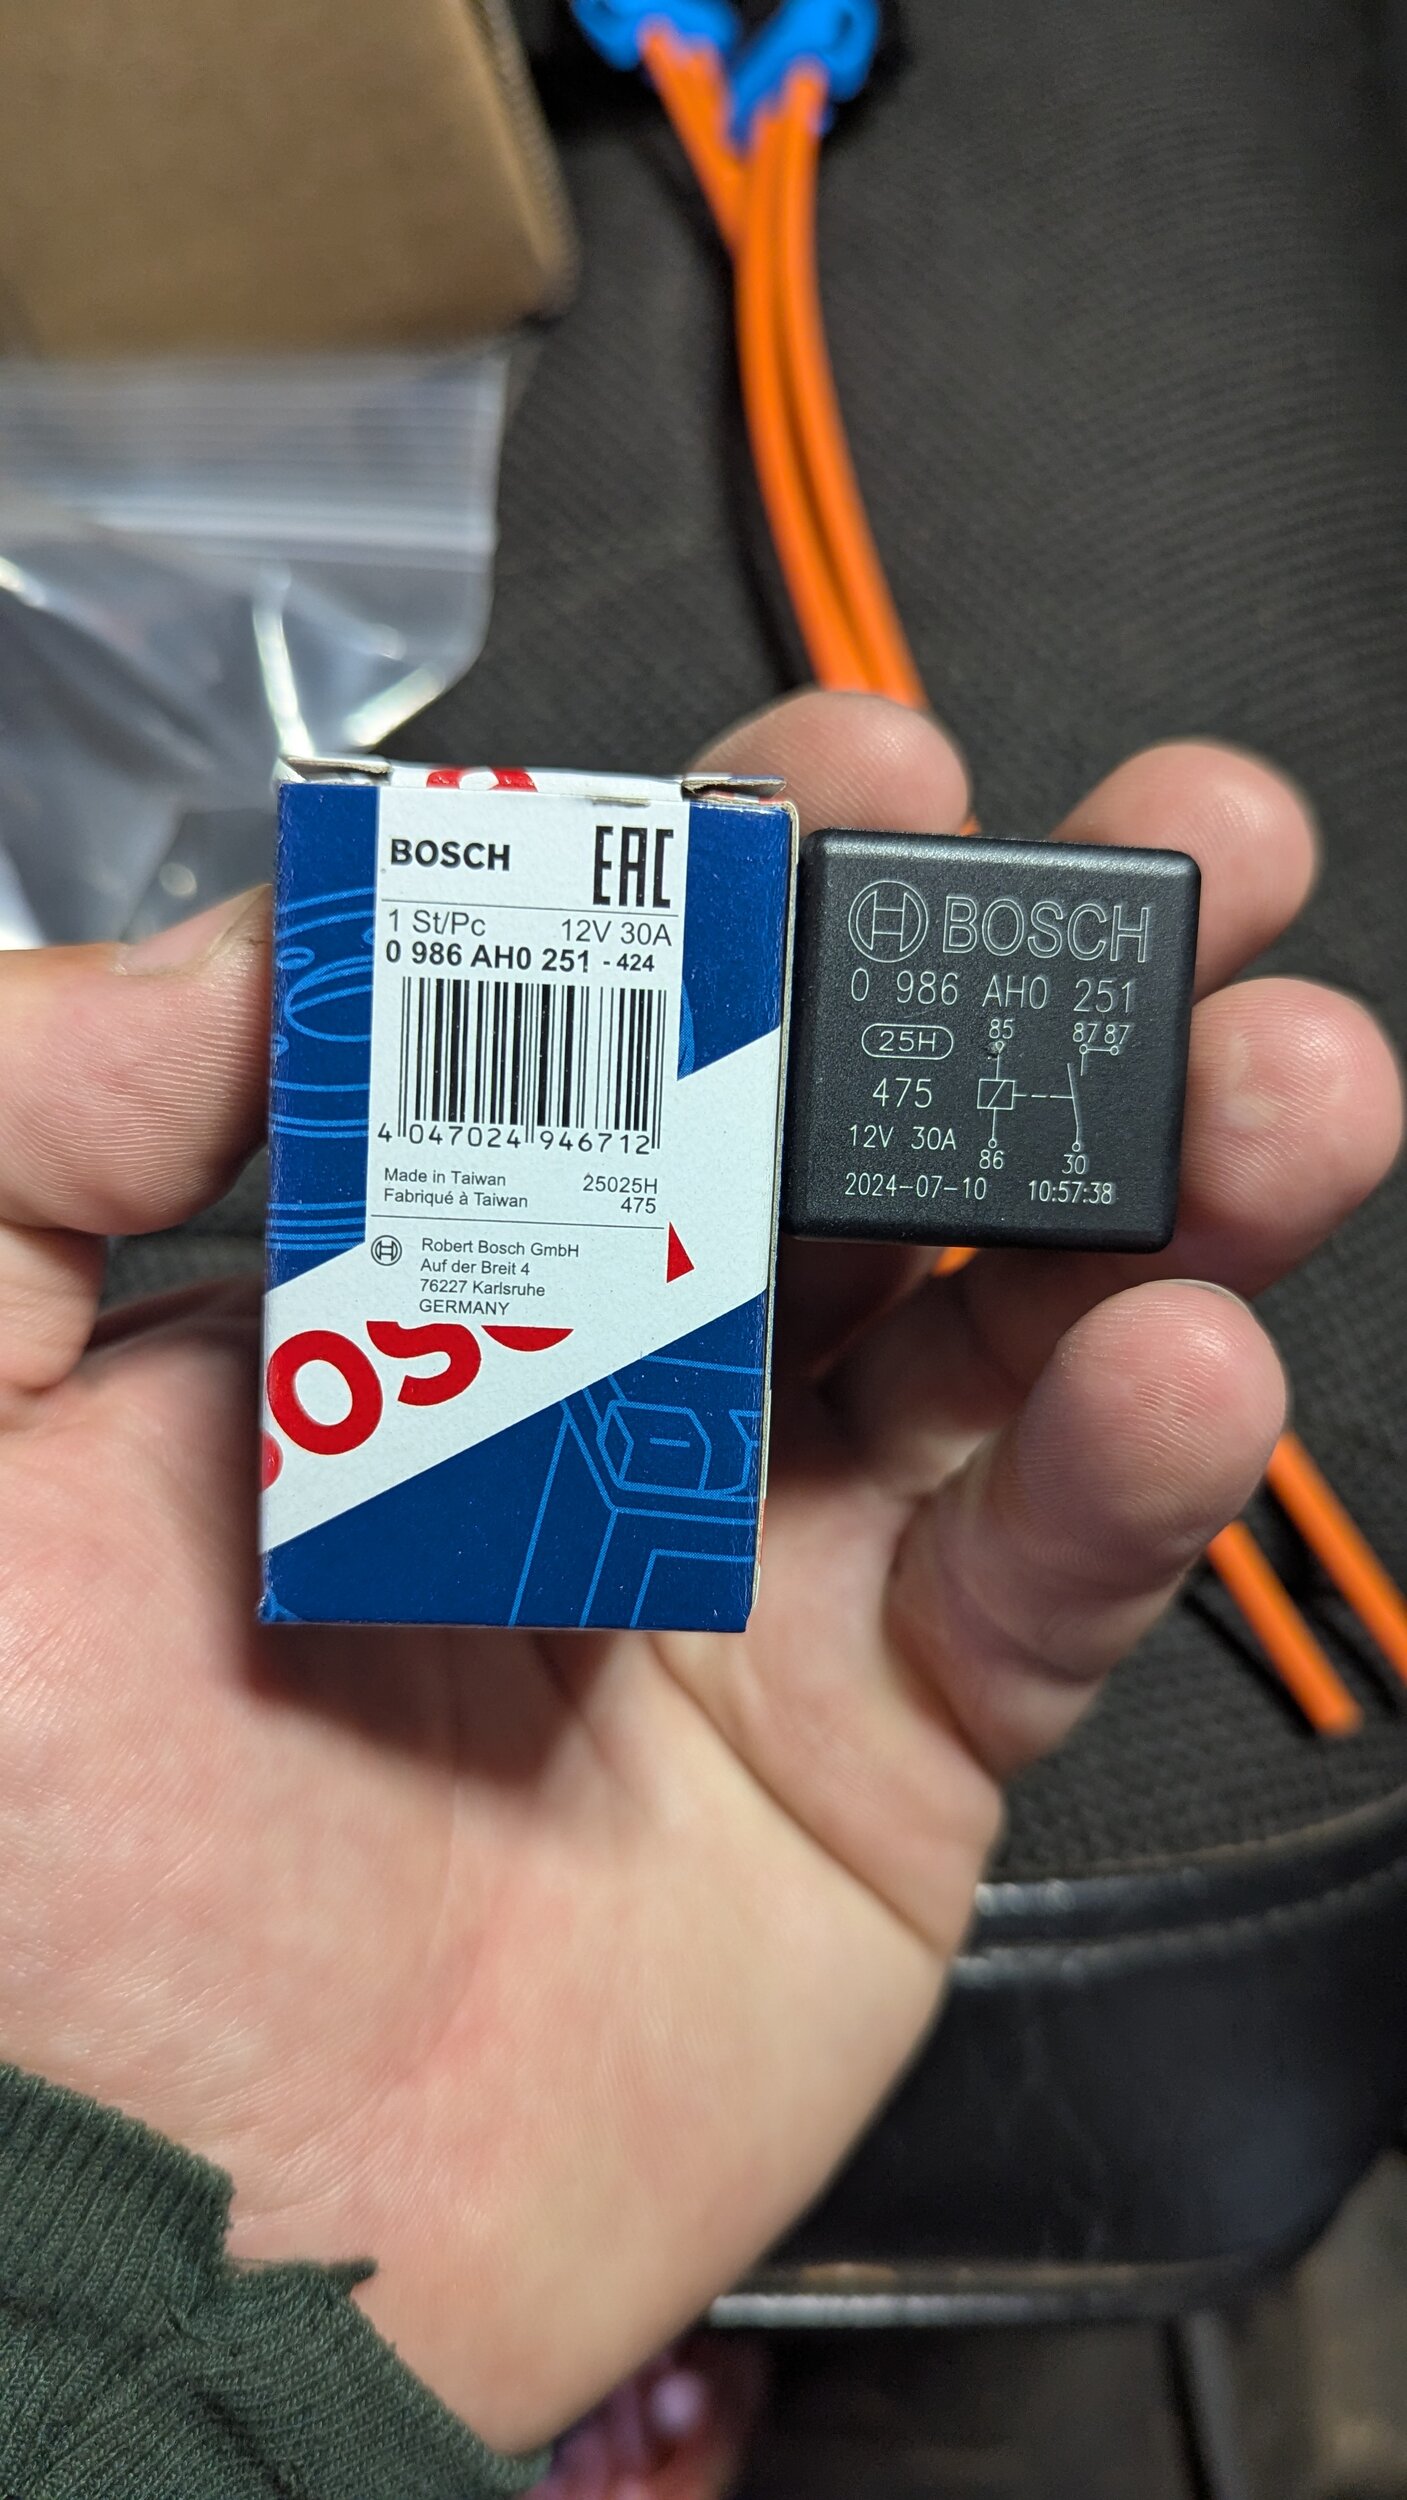 BOSCH
EAC
1 St/Pc 12V 30A
0 986 AH0 251 - 424
4 047024 946712
Made in Taiwan 25025H
Fabriqué à Taiwan 475
Robert Bosch GmbH
Auf der Breit 4
76227 Karlsruhe
GERMANY
BOSCH
0 986 AH0 251
25H 85 87 87
475
12V 30A 86 30
2024-07-10 10:57:38